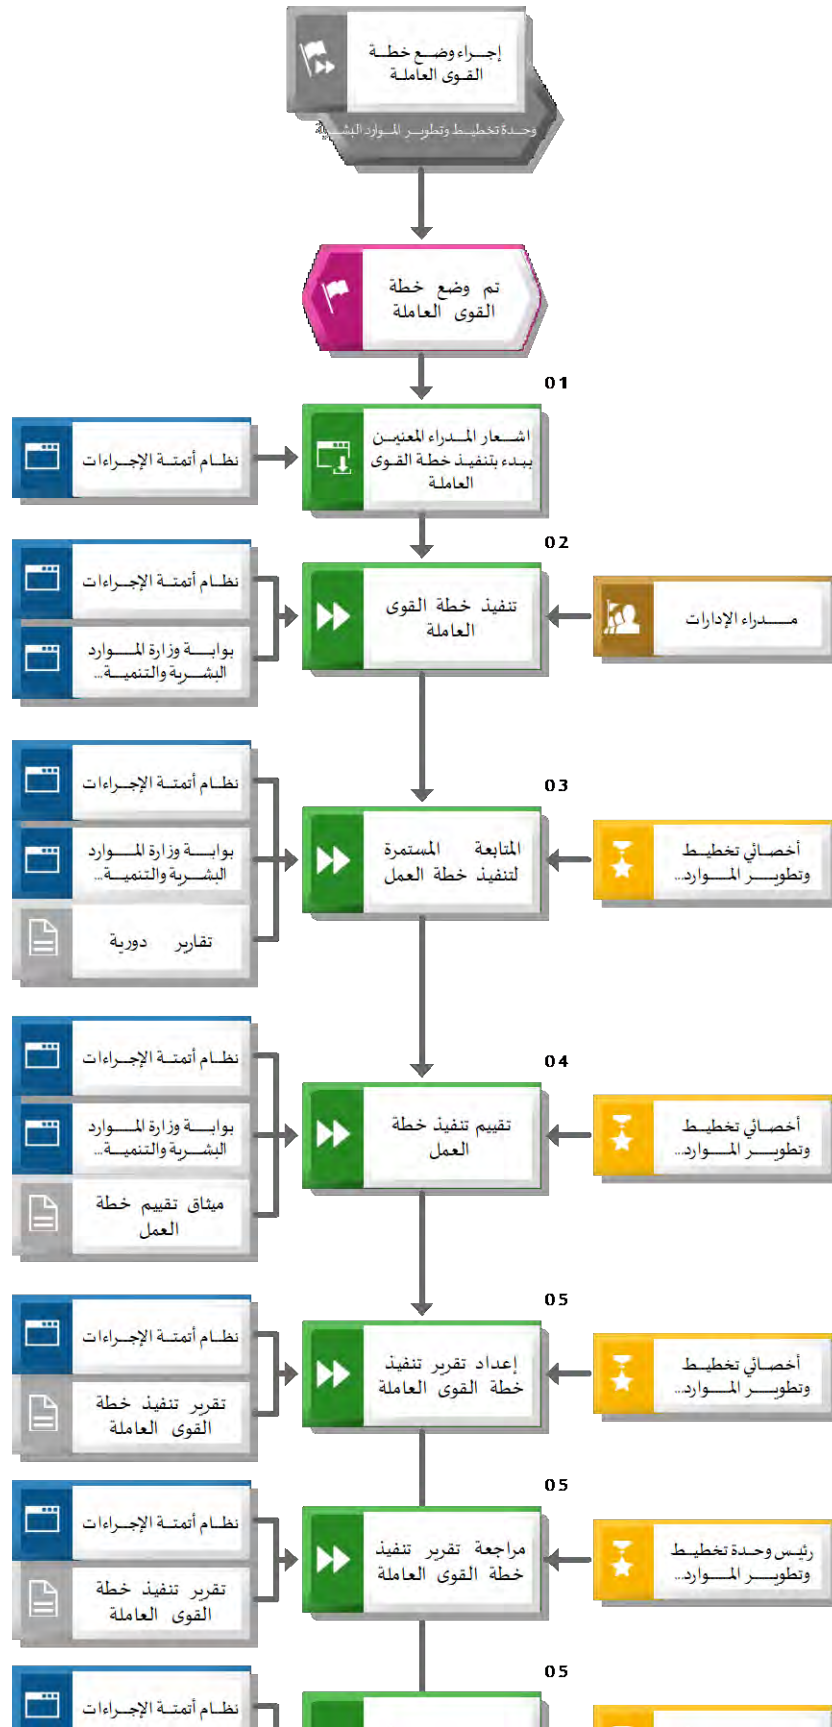 إجراء وضع خطة
القوى العاملة
وحدة تخطيط وتطوير الموارد البشرية
تم وضع خطة
القوى العاملة
01
اشعار المدراء المعنين
ببدء بتنفيذ خطة القوى
العاملة
نظام أتمتة الإجراءات
02
مدراء الإدارات
تنفيذ خطة القوى
العاملة
نظام أتمتة الإجراءات
بوابة وزارة الموارد
البشرية والتنمية...
03
أخصائي تخطيط
وتطوير الموارد...
المتابعة المستمرة
لتنفيذ خطة العمل
نظام أتمتة الإجراءات
بوابة وزارة الموارد
البشرية والتنمية...
تقارير دورية
04
أخصائي تخطيط
وتطوير الموارد...
تقييم تنفيذ خطة
العمل
نظام أتمتة الإجراءات
بوابة وزارة الموارد
البشرية والتنمية...
ميثاق تقييم خطة
العمل
05
أخصائي تخطيط
وتطوير الموارد...
إعداد تقرير تنفيذ
خطة القوى العاملة
نظام أتمتة الإجراءات
تقرير تنفيذ خطة
القوى العاملة
05
رئيس وحدة تخطيط
وتطوير الموارد...
مراجعة تقرير تنفيذ
خطة القوى العاملة
نظام أتمتة الإجراءات
تقرير تنفيذ خطة
القوى العاملة
05
نظام أتمتة الإجراءات